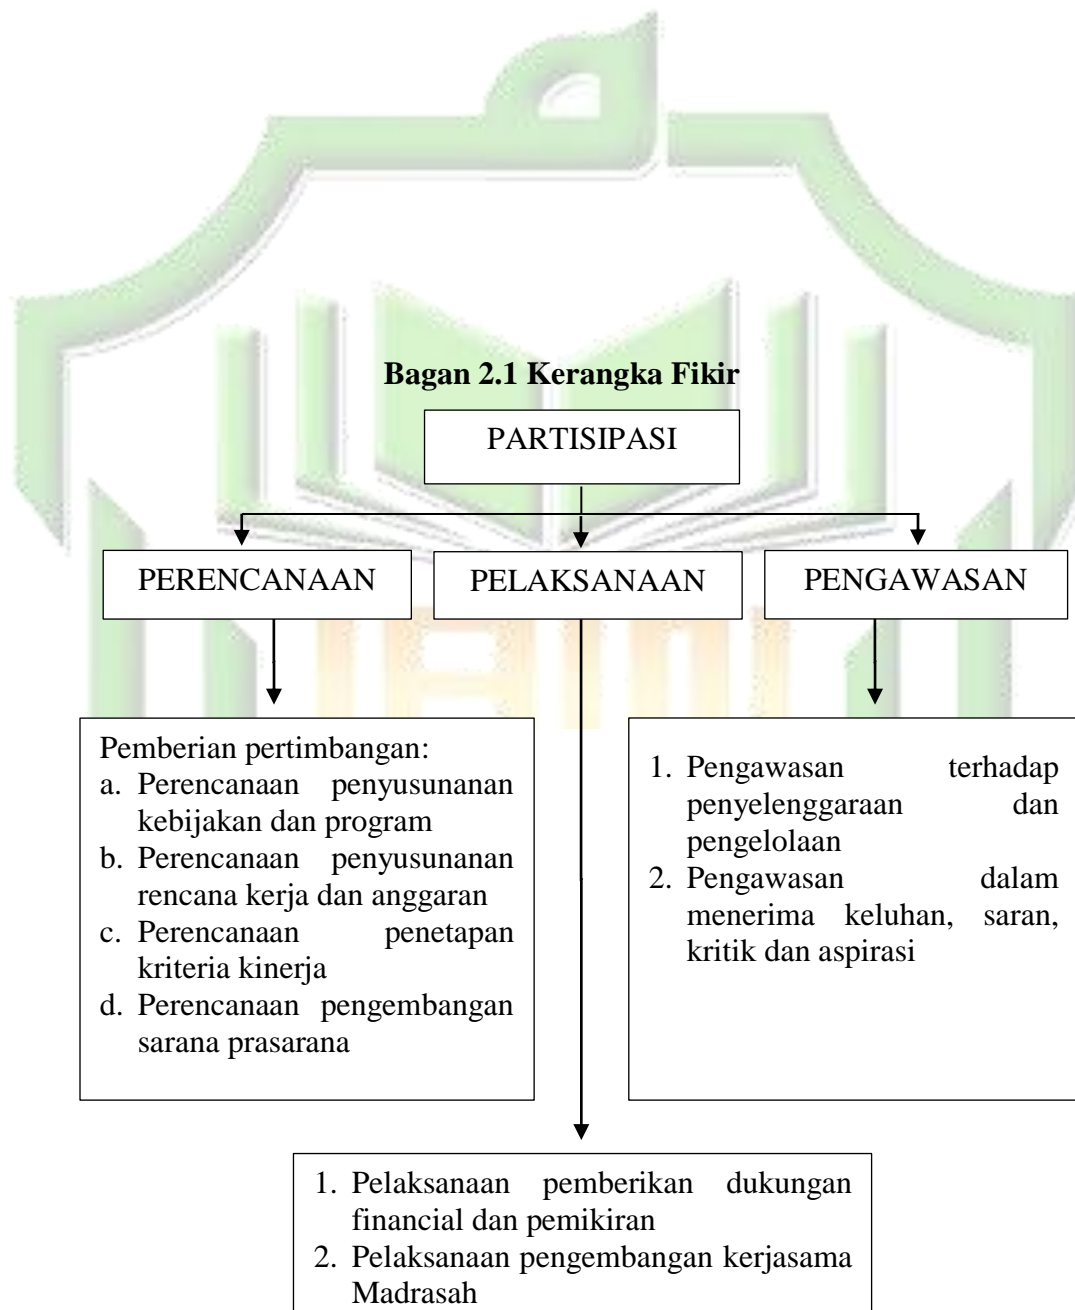 Bagan 2.1 Kerangka Fikir
PARTISIPASI
PERENCANAAN
PELAKSANAAN
PENGAWASAN
Pemberian pertimbangan:
a. Perencanaan penyusunanan
kebijakan dan program
b. Perencanaan penyusunanan
rencana kerja dan anggaran
c. Perencanaan penetapan
kriteria kinerja
d. Perencanaan pengembangan
sarana prasarana
1. Pengawasan terhadap
penyelenggaraan dan
pengelolaan
2. Pengawasan dalam
menerima keluhan, saran,
kritik dan aspirasi
1. Pelaksanaan pemberikan dukungan
financial dan pemikiran
2. Pelaksanaan pengembangan kerjasama
Madrasah